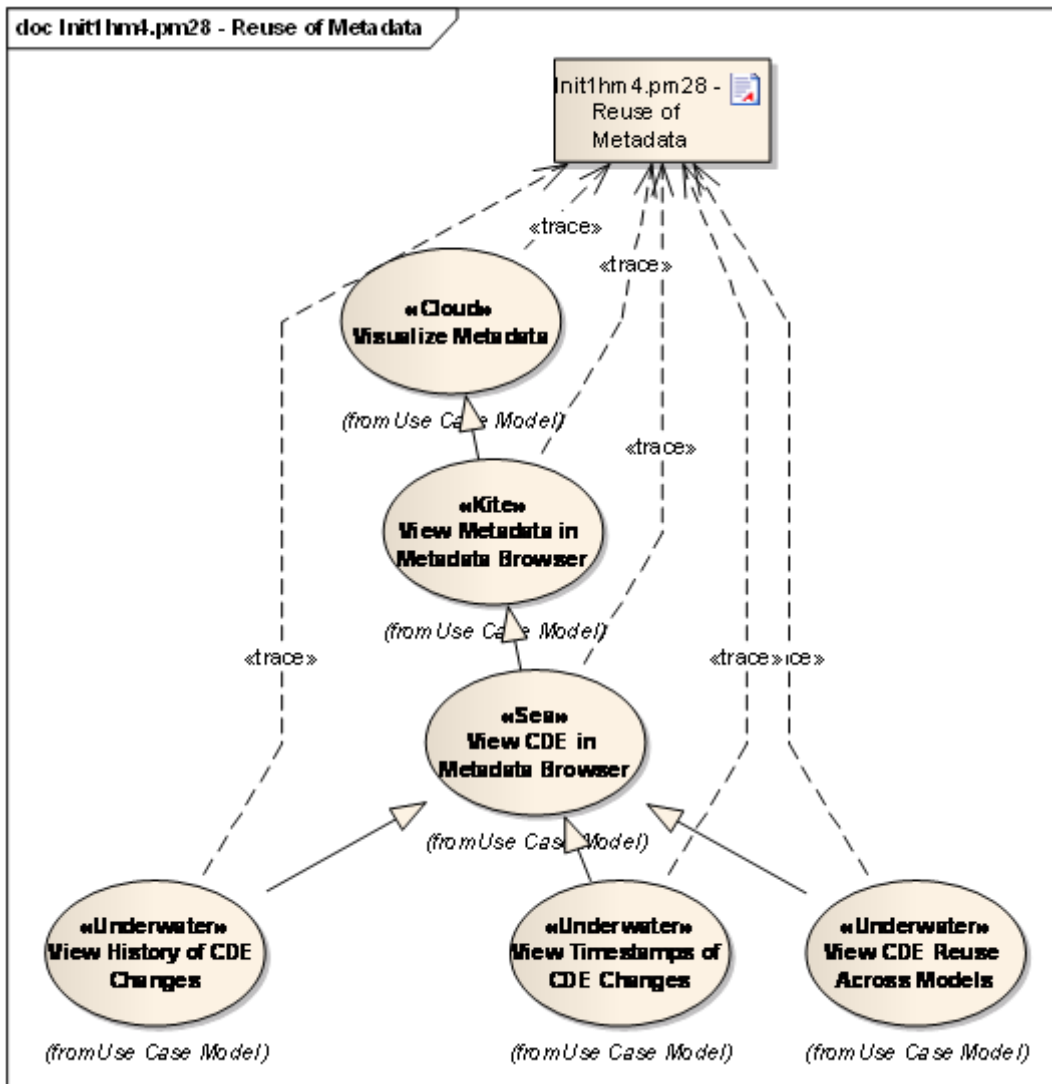 doc Init1hm4.pm28 - Reuse of Metadata
Init1hm4.pm28 -
Reuse of
Metadata
«trace»
«trace»
«Cloud»
Visualize Metadata
(from Use Case Model)
«trace»
«Kite»
View Metadata in
Metadata Browser
(from Use Case Model)
«trace»
«trace»
ce»
«Sea»
View CDE in
Metadata Browser
(from Use Case Model)
«Underwater»
View History of CDE
Changes
(from Use Case Model)
«Underwater»
View Timestamps of
CDE Changes
(from Use Case Model)
«Underwater»
View CDE Reuse
Across Models
(from Use Case Model)